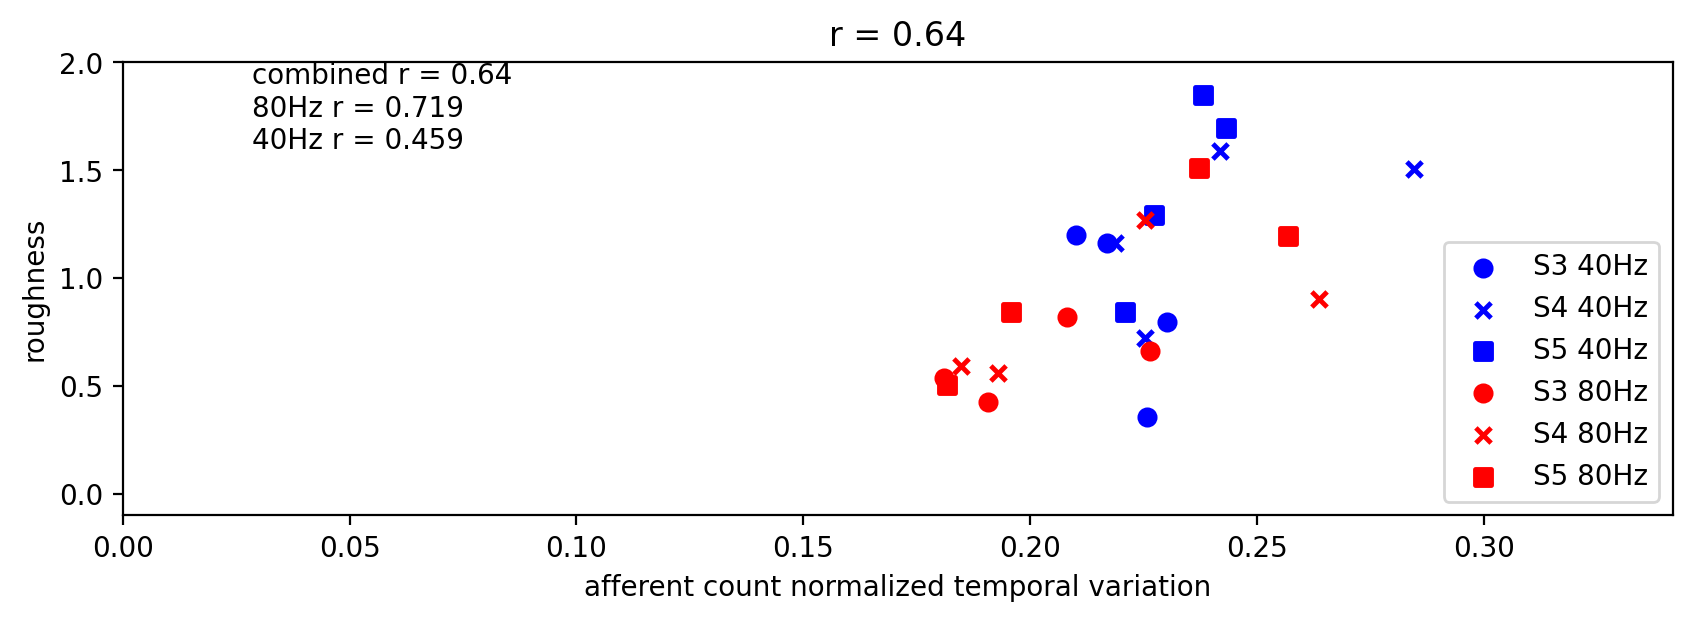 r = 0.64
combined r = 0.64
80Hz r = 0.719
40Hz r = 0.459
2.0
1.5
1.0
0.5
0.0
roughness
S3 40Hz
S4 40Hz
S5 40Hz
S3 80Hz
S4 80Hz
S5 80Hz
0.00 0.05 0.10 0.15 0.20 0.25 0.30
afferent count normalized temporal variation